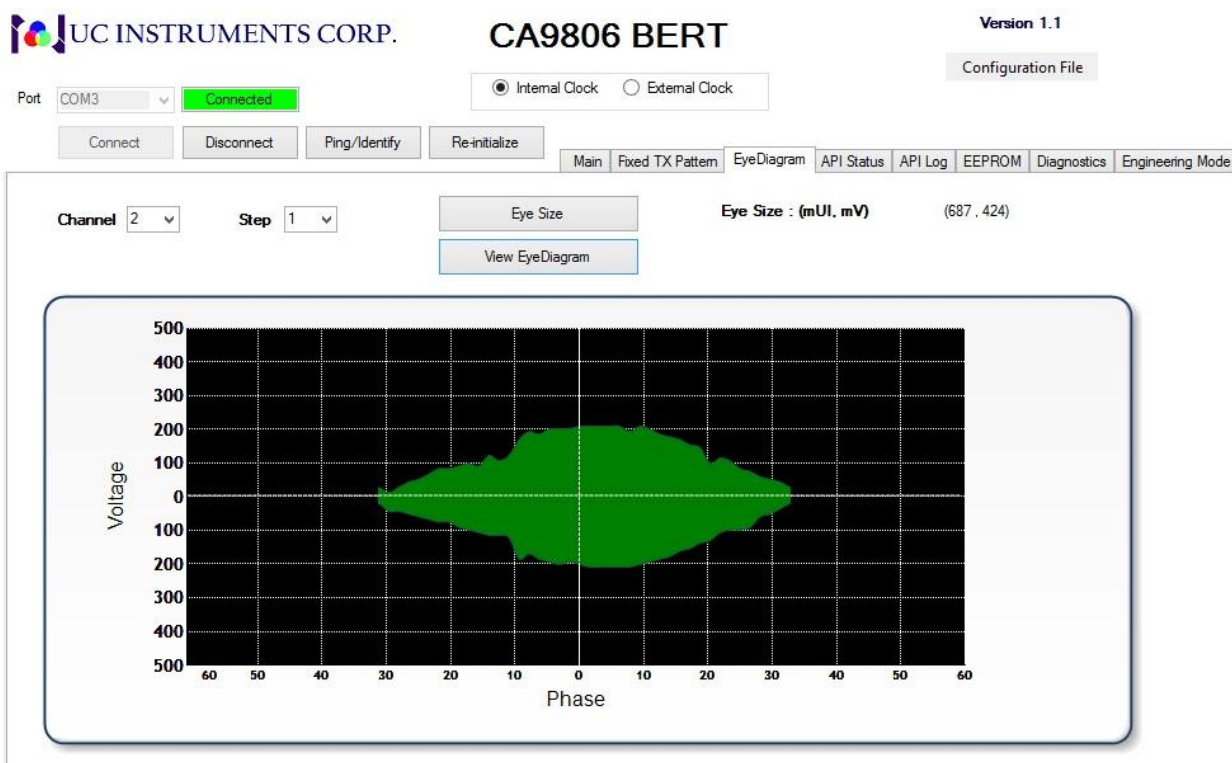 UC INSTRUMENTS CORP.
CA9806 BERT
Version 1.1
Configuration File
Internal Clock External Clock
Port COM3 Connected
Connect Disconnect Ping/Identify Re-initialize
Main Fixed TX Pattern EyeDiagram API Status API Log EEPROM Diagnostics Engineering Mode
Channel 2 Step 1 Eye Size Eye Size : (mUI, mV) (687 , 424)
View EyeDiagram
500
400
300
200
100
0
100
200
300
400
500
Voltage
60 50 40 30 20 10 0 10 20 30 40 50 60
Phase